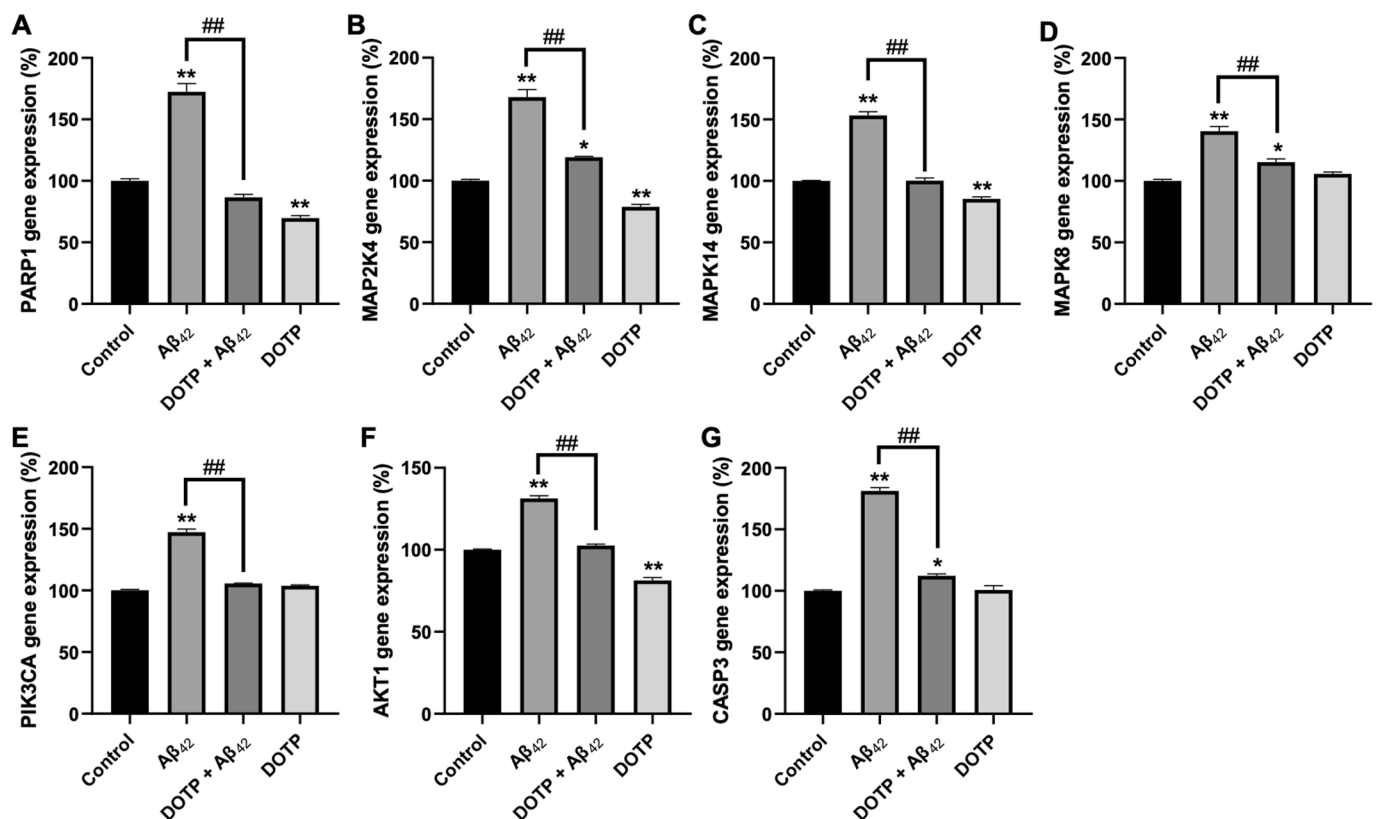 A
PARP1 gene expression (%)
200
150
100
50
0
##
**
**
Control
Aβ₄₂
DOTP + Aβ₄₂
DOTP
B
MAP2K4 gene expression (%)
200
150
100
50
0
##
**
*
**
Control
Aβ₄₂
DOTP + Aβ₄₂
DOTP
C
MAPK14 gene expression (%)
200
150
100
50
0
##
**
**
Control
Aβ₄₂
DOTP + Aβ₄₂
DOTP
D
MAPK8 gene expression (%)
200
150
100
50
0
##
**
*
Control
Aβ₄₂
DOTP + Aβ₄₂
DOTP
E
PIK3CA gene expression (%)
200
150
100
50
0
##
**
Control
Aβ₄₂
DOTP + Aβ₄₂
DOTP
F
AKT1 gene expression (%)
150
100
50
0
##
**
**
Control
Aβ₄₂
DOTP + Aβ₄₂
DOTP
G
CASP3 gene expression (%)
200
150
100
50
0
##
**
*
Control
Aβ₄₂
DOTP + Aβ₄₂
DOTP